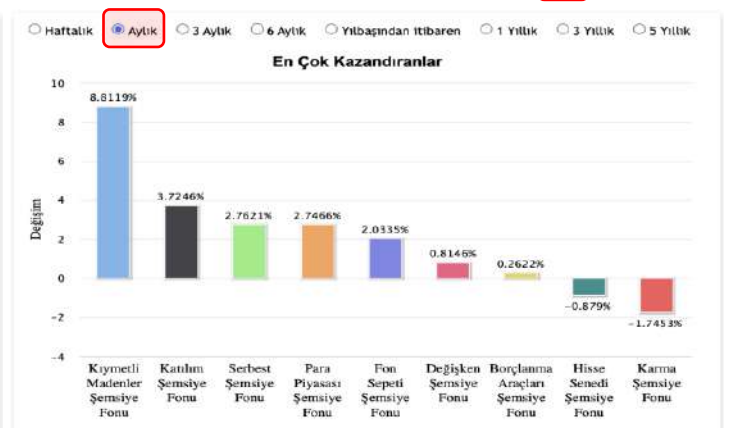 Haftalık Aylık 3 Aylık 6 Aylık Yılbaşından itibaren 1 Yıllık 3 Yıllık 5 Yıllık
En Çok Kazandıranlar
Değişim
10
8
6
4
2
0
-2
-4
8.8119%
3.7246%
2.7621%
2.7466%
2.0335%
0.8146%
0.2622%
-0.879%
-1.7453%
Kıymetli
Madenler
Şemsiye
Fonu
Katılım
Şemsiye
Fonu
Serbest
Şemsiye
Fonu
Para
Piyasası
Şemsiye
Fonu
Fon
Sepeti
Şemsiye
Fonu
Değişken
Şemsiye
Fonu
Borçlanma
Araçları
Şemsiye
Fonu
Hisse
Senedi
Şemsiye
Fonu
Karma
Şemsiye
Fonu